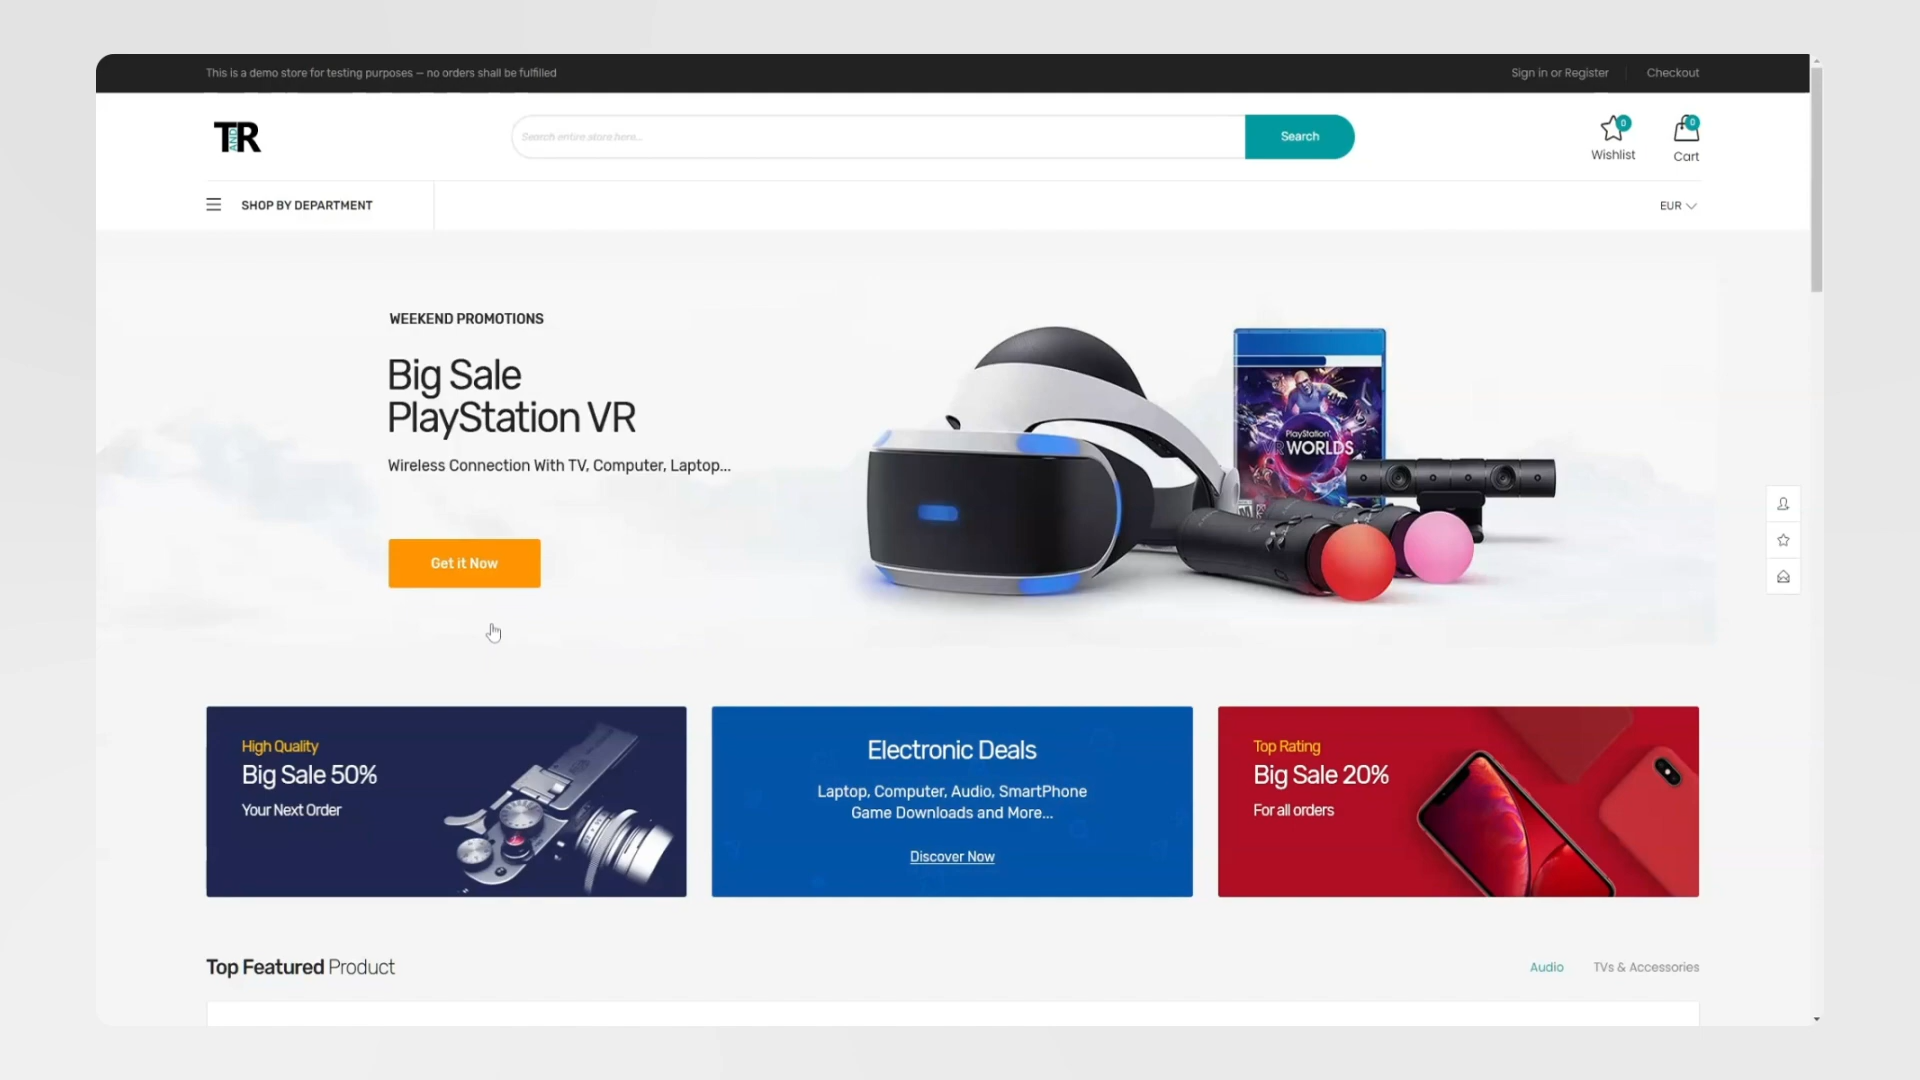 This is a demo store for testing purposes — no orders shall be fulfilled
Sign in or Register
Checkout
TANDR
Search entire store here...
Search
0
Wishlist
0
Cart
SHOP BY DEPARTMENT
EUR
WEEKEND PROMOTIONS
Big Sale
PlayStation VR
Wireless Connection With TV, Computer, Laptop...
Get it Now
PlayStation
VR WORLDS
High Quality
Big Sale 50%
Your Next Order
Electronic Deals
Laptop, Computer, Audio, SmartPhone
Game Downloads and More...
Discover Now
Top Rating
Big Sale 20%
For all orders
Top Featured Product
Audio
TVs & Accessories